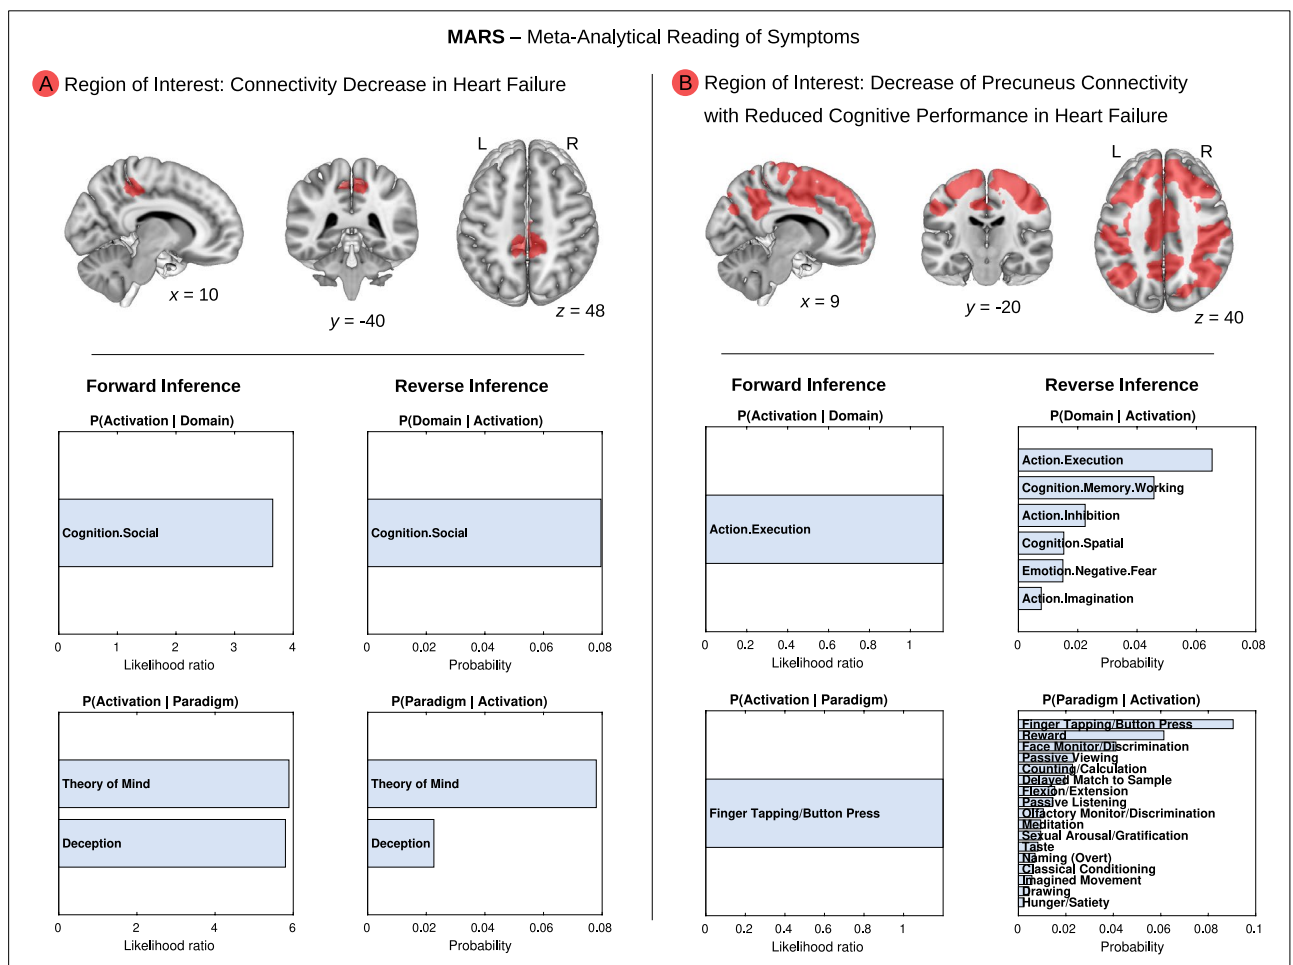 MARS – Meta-Analytical Reading of Symptoms
A Region of Interest: Connectivity Decrease in Heart Failure
L R
x = 10
y = -40
z = 48
Forward Inference
Reverse Inference
P(Activation | Domain)
Cognition.Social
0 1 2 3 4
Likelihood ratio
P(Domain | Activation)
Cognition.Social
0 0.02 0.04 0.06 0.08
Probability
P(Activation | Paradigm)
Theory of Mind
Deception
0 2 4 6
Likelihood ratio
P(Paradigm | Activation)
Theory of Mind
Deception
0 0.02 0.04 0.06 0.08
Probability
B Region of Interest: Decrease of Precuneus Connectivity
with Reduced Cognitive Performance in Heart Failure
L R
x = 9
y = -20
z = 40
Forward Inference
Reverse Inference
P(Activation | Domain)
Action.Execution
0 0.2 0.4 0.6 0.8 1
Likelihood ratio
P(Domain | Activation)
Action.Execution
Cognition.Memory.Working
Action.Inhibition
Cognition.Spatial
Emotion.Negative.Fear
Action.Imagination
0 0.02 0.04 0.06 0.08
Probability
P(Activation | Paradigm)
Finger Tapping/Button Press
0 0.2 0.4 0.6 0.8 1
Likelihood ratio
P(Paradigm | Activation)
Finger Tapping/Button Press
Reward
Face Monitor/Discrimination
Passive Viewing
Counting/Calculation
Delayed Match to Sample
Flexion/Extension
Passive Listening
Olfactory Monitor/Discrimination
Meditation
Sexual Arousal/Gratification
Taste
Naming (Overt)
Classical Conditioning
Imagined Movement
Drawing
Hunger/Satiety
0 0.02 0.04 0.06 0.08 0.1
Probability